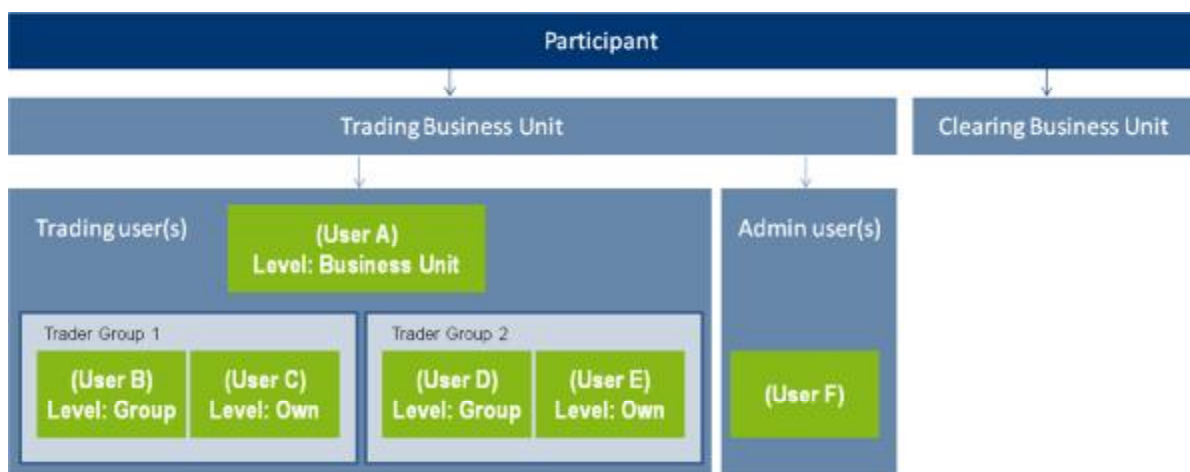 Participant
Trading Business Unit
Clearing Business Unit
Trading user(s)
(User A)
Level: Business Unit
Admin user(s)
Trader Group 1
(User B)
Level: Group
(User C)
Level: Own
Trader Group 2
(User D)
Level: Group
(User E)
Level: Own
(User F)